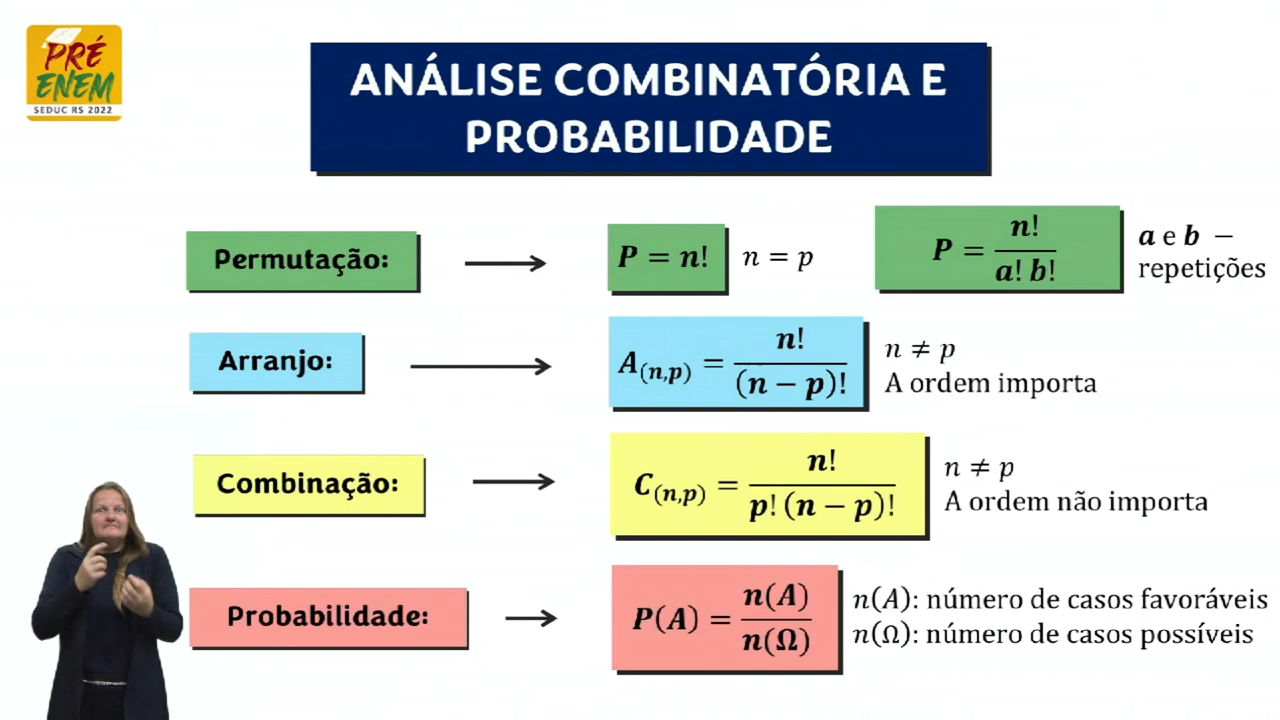 PRÉ
ENEM
SEDUC RS 2022
ANÁLISE COMBINATÓRIA E
PROBABILIDADE
Permutação: P = n! n = p P = n!/(a! b!) a e b –
repetições
Arranjo: A(n,p) = n!/(n − p)! n ≠ p
A ordem importa
Combinação: C(n,p) = n!/(p! (n − p)!) n ≠ p
A ordem não importa
Probabilidade: P(A) = n(A)/n(Ω) n(A): número de casos favoráveis
n(Ω): número de casos possíveis